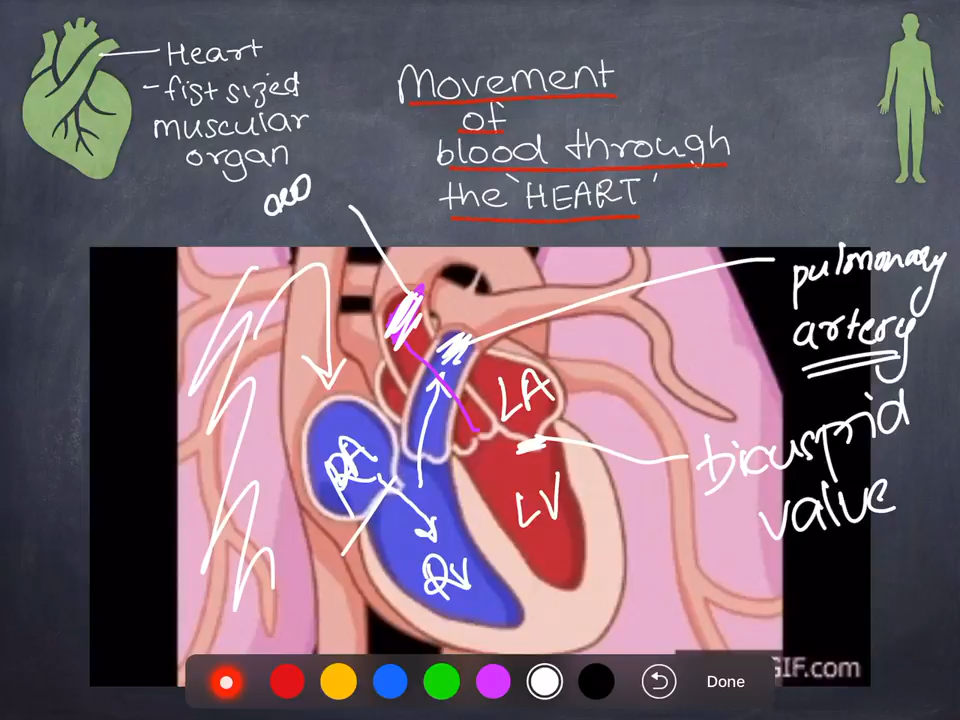 Heart
- fist sized
muscular
organ
Movement
of
blood through
the 'HEART'
pulmonary
artery
LA
bicuspid
value
RA
LV
RV
GIF.com
Done